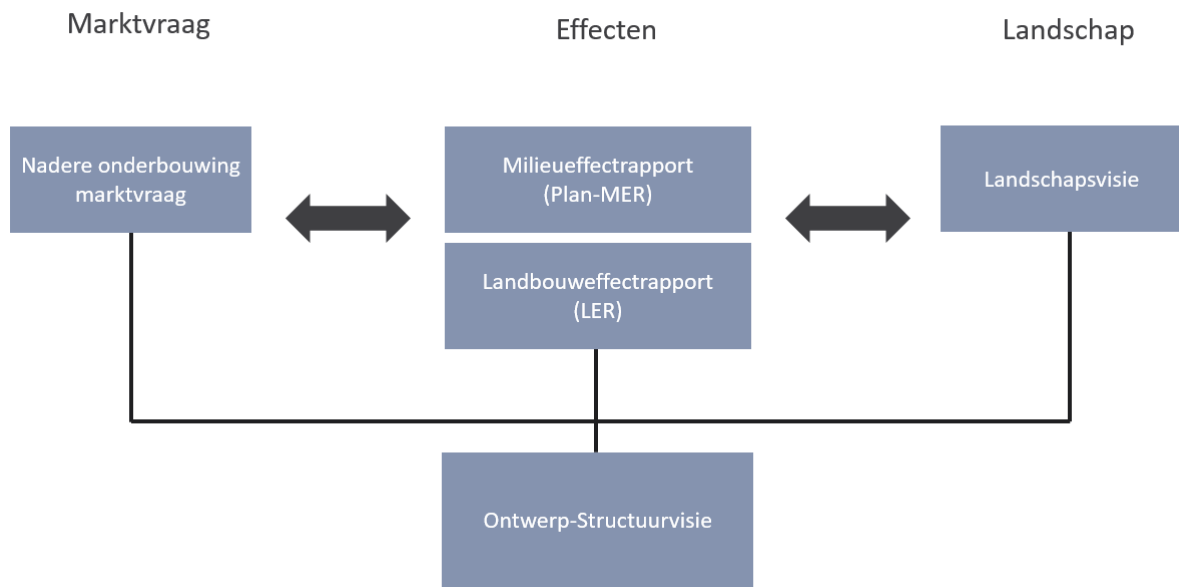 Marktvraag
Effecten
Landschap
Nadere onderbouwing
marktvraag
Milieueffectrapport
(Plan-MER)
Landschapsvisie
Landbouweffectrapport
(LER)
Ontwerp-Structuurvisie